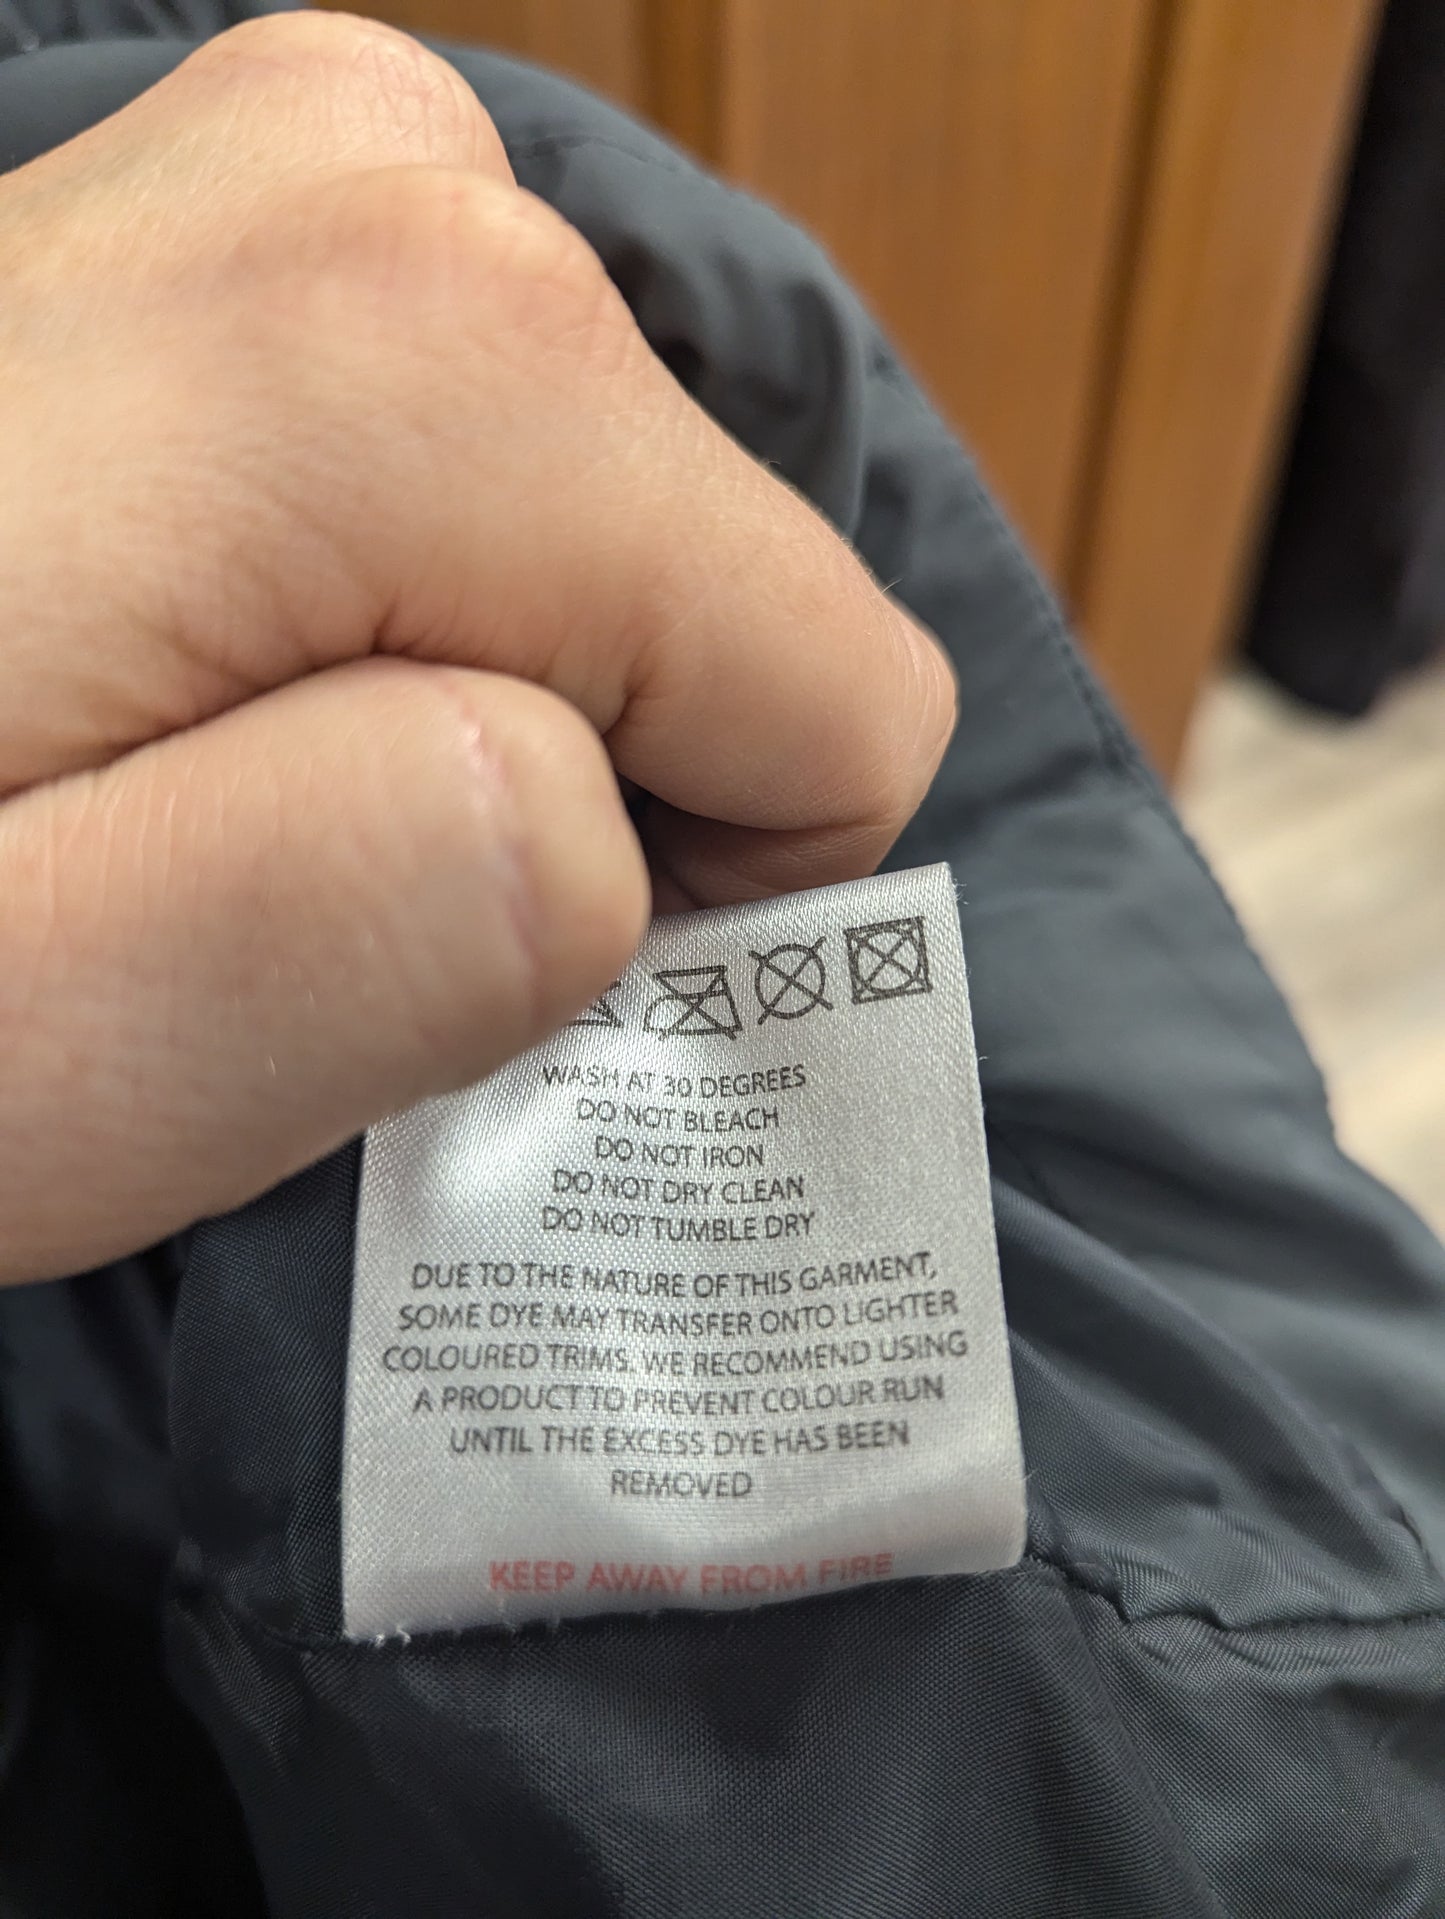 WASH AT 30 DEGREES
DO NOT BLEACH
DO NOT IRON
DO NOT DRY CLEAN
DO NOT TUMBLE DRY
DUE TO THE NATURE OF THIS GARMENT,
SOME DYE MAY TRANSFER ONTO LIGHTER
COLOURED TRIMS. WE RECOMMEND USING
A PRODUCT TO PREVENT COLOUR RUN
UNTIL THE EXCESS DYE HAS BEEN
REMOVED
KEEP AWAY FROM FIRE